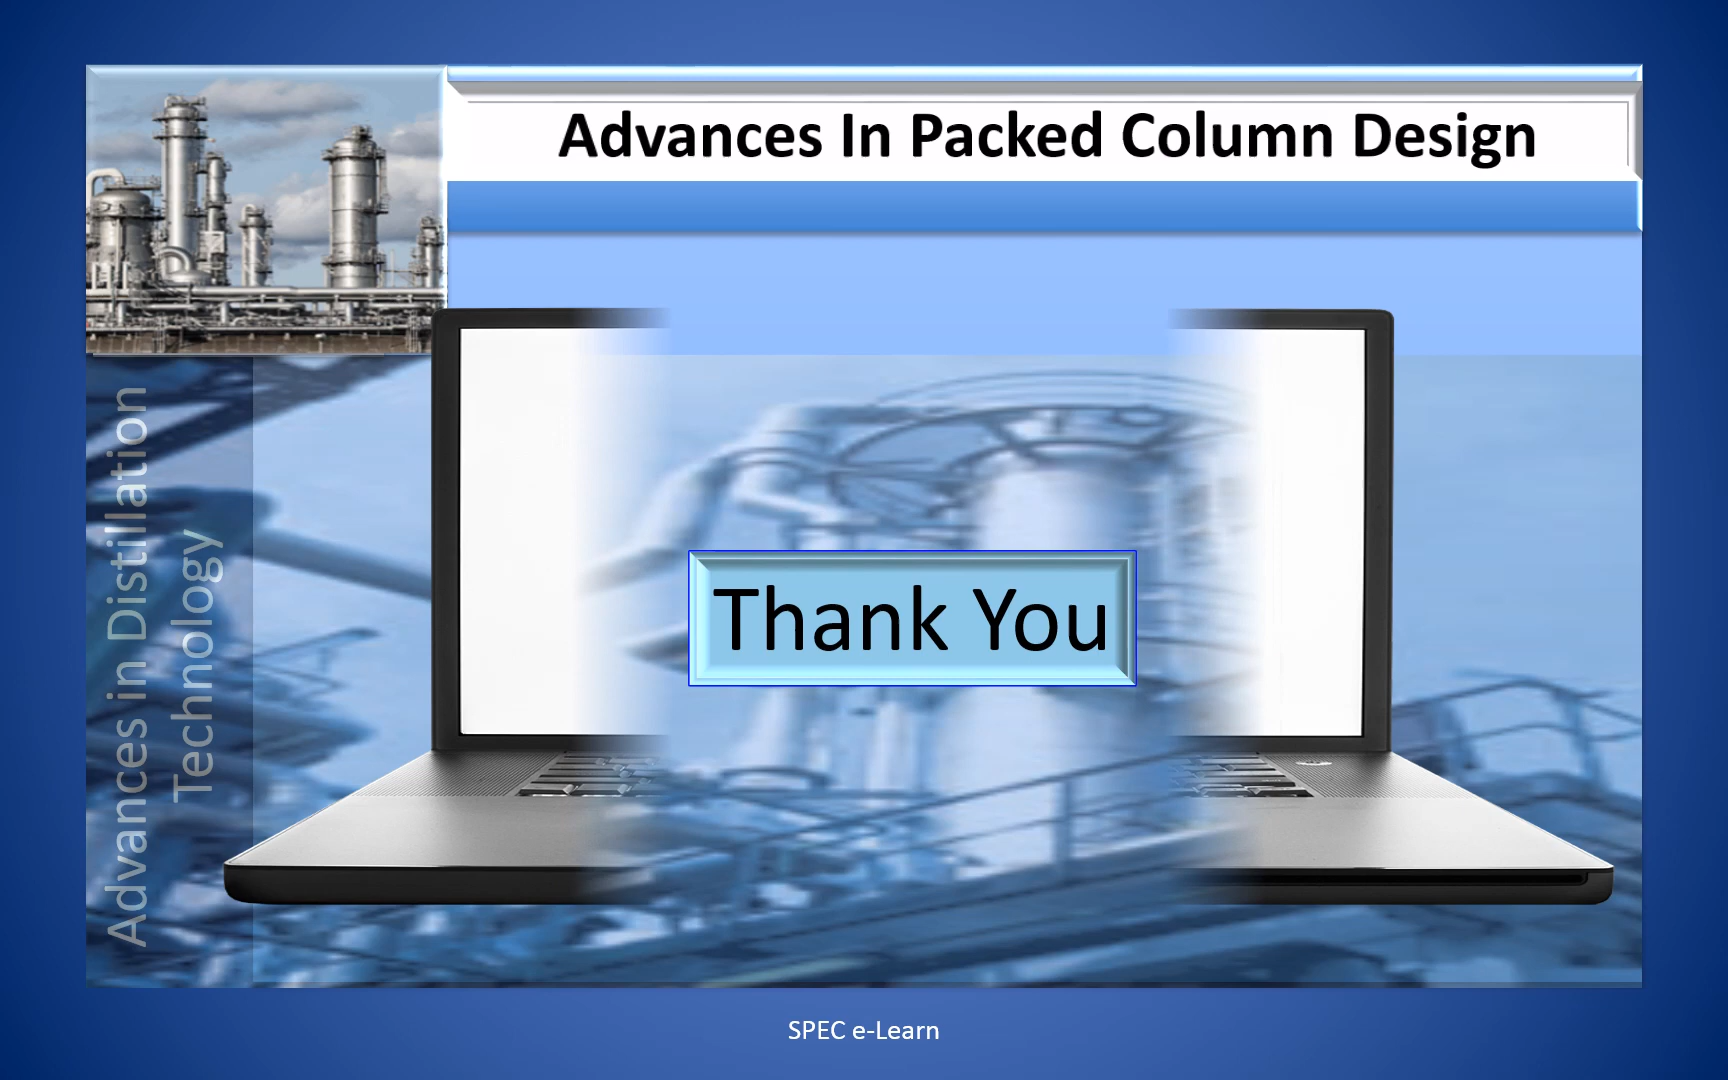 Advances In Packed Column Design
Advances in Distillation
Technology
Thank You
SPEC e-Learn